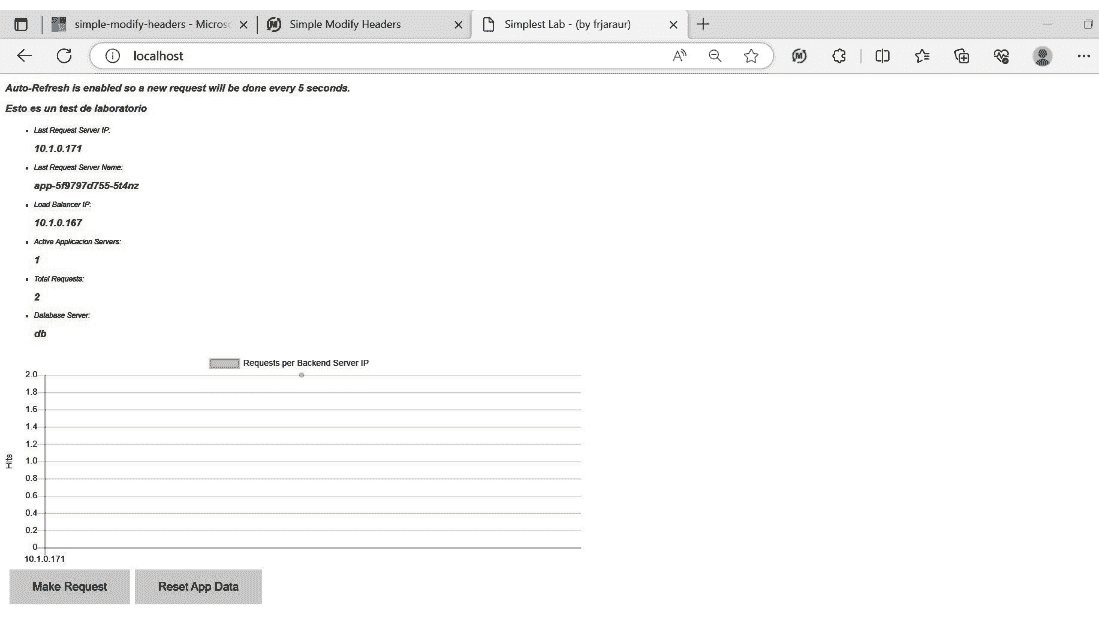 simple-modify-headers - Micros
Simple Modify Headers
Simplest Lab - (by frjaraur)
localhost
Auto-Refresh is enabled so a new request will be done every 5 seconds.
Esto es un test de laboratorio
Last Request Server IP:
10.1.0.171
Last Request Server Name:
app-5f9797d755-5t4nz
Load Balancer IP:
10.1.0.167
Active Applicacion Servers:
1
Total Requests:
2
Database Server:
db
Requests per Backend Server IP
2.0
1.8
1.6
1.4
1.2
1.0
0.8
0.6
0.4
0.2
0
Hits
10.1.0.171
Make Request
Reset App Data